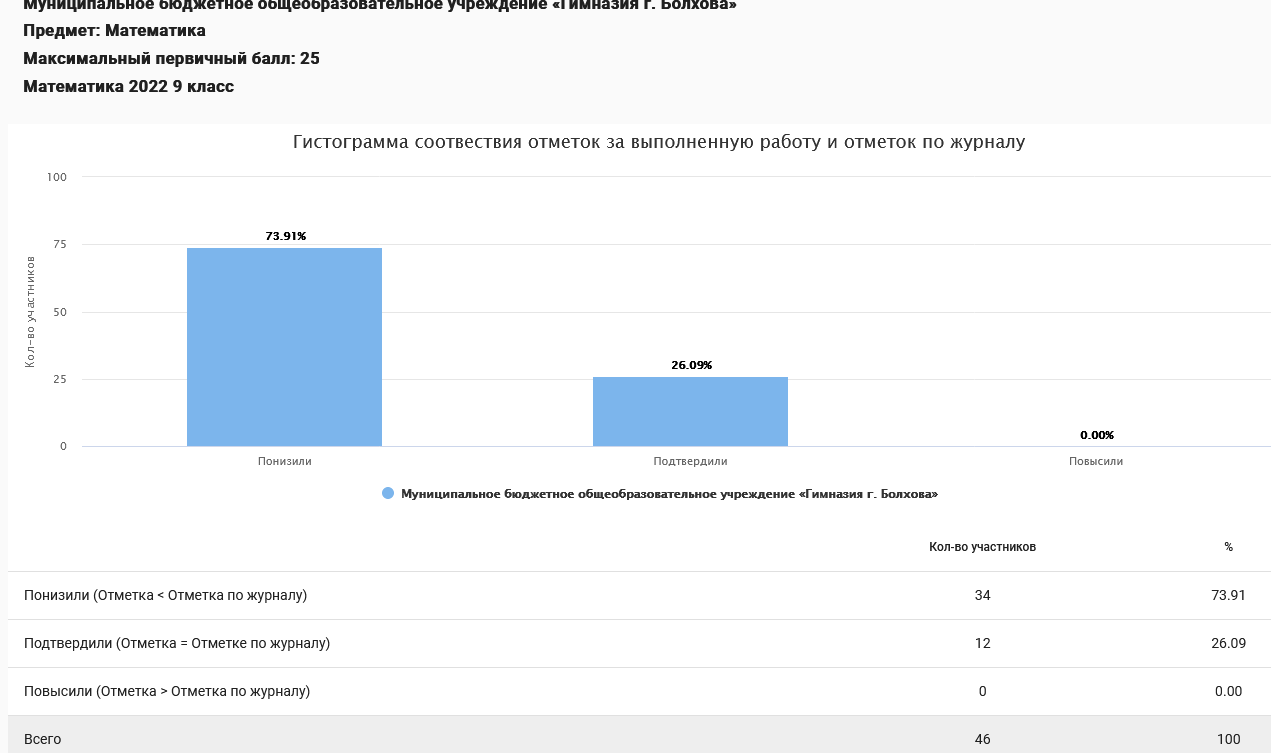 Муниципальное бюджетное общеобразовательное учреждение «Гимназия г. Болхова»
Предмет: Математика
Максимальный первичный балл: 25
Математика 2022 9 класс
Гистограмма соотвествия отметок за выполненную работу и отметок по журналу
100
75
50
25
0
Кол-во участников
73.91%
26.09%
0.00%
Понизили
Подтвердили
Повысили
Муниципальное бюджетное общеобразовательное учреждение «Гимназия г. Болхова»
Кол-во участников %
Понизили (Отметка < Отметка по журналу) 34 73.91
Подтвердили (Отметка = Отметке по журналу) 12 26.09
Повысили (Отметка > Отметка по журналу) 0 0.00
Всего 46 100